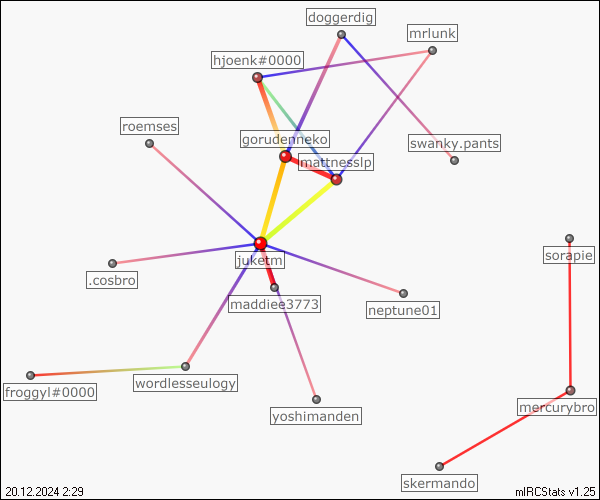 doggerdig
mrlunk
hjoenk#0000
roemses
gorudenneko
swanky.pants
mattnesslp
juketm
sorapie
.cosbro
maddiee3773
neptune01
wordlesseulogy
froggyl#0000
mercurybro
yoshimanden
skermando
20.12.2024 2:29
mIRCStats v1.25